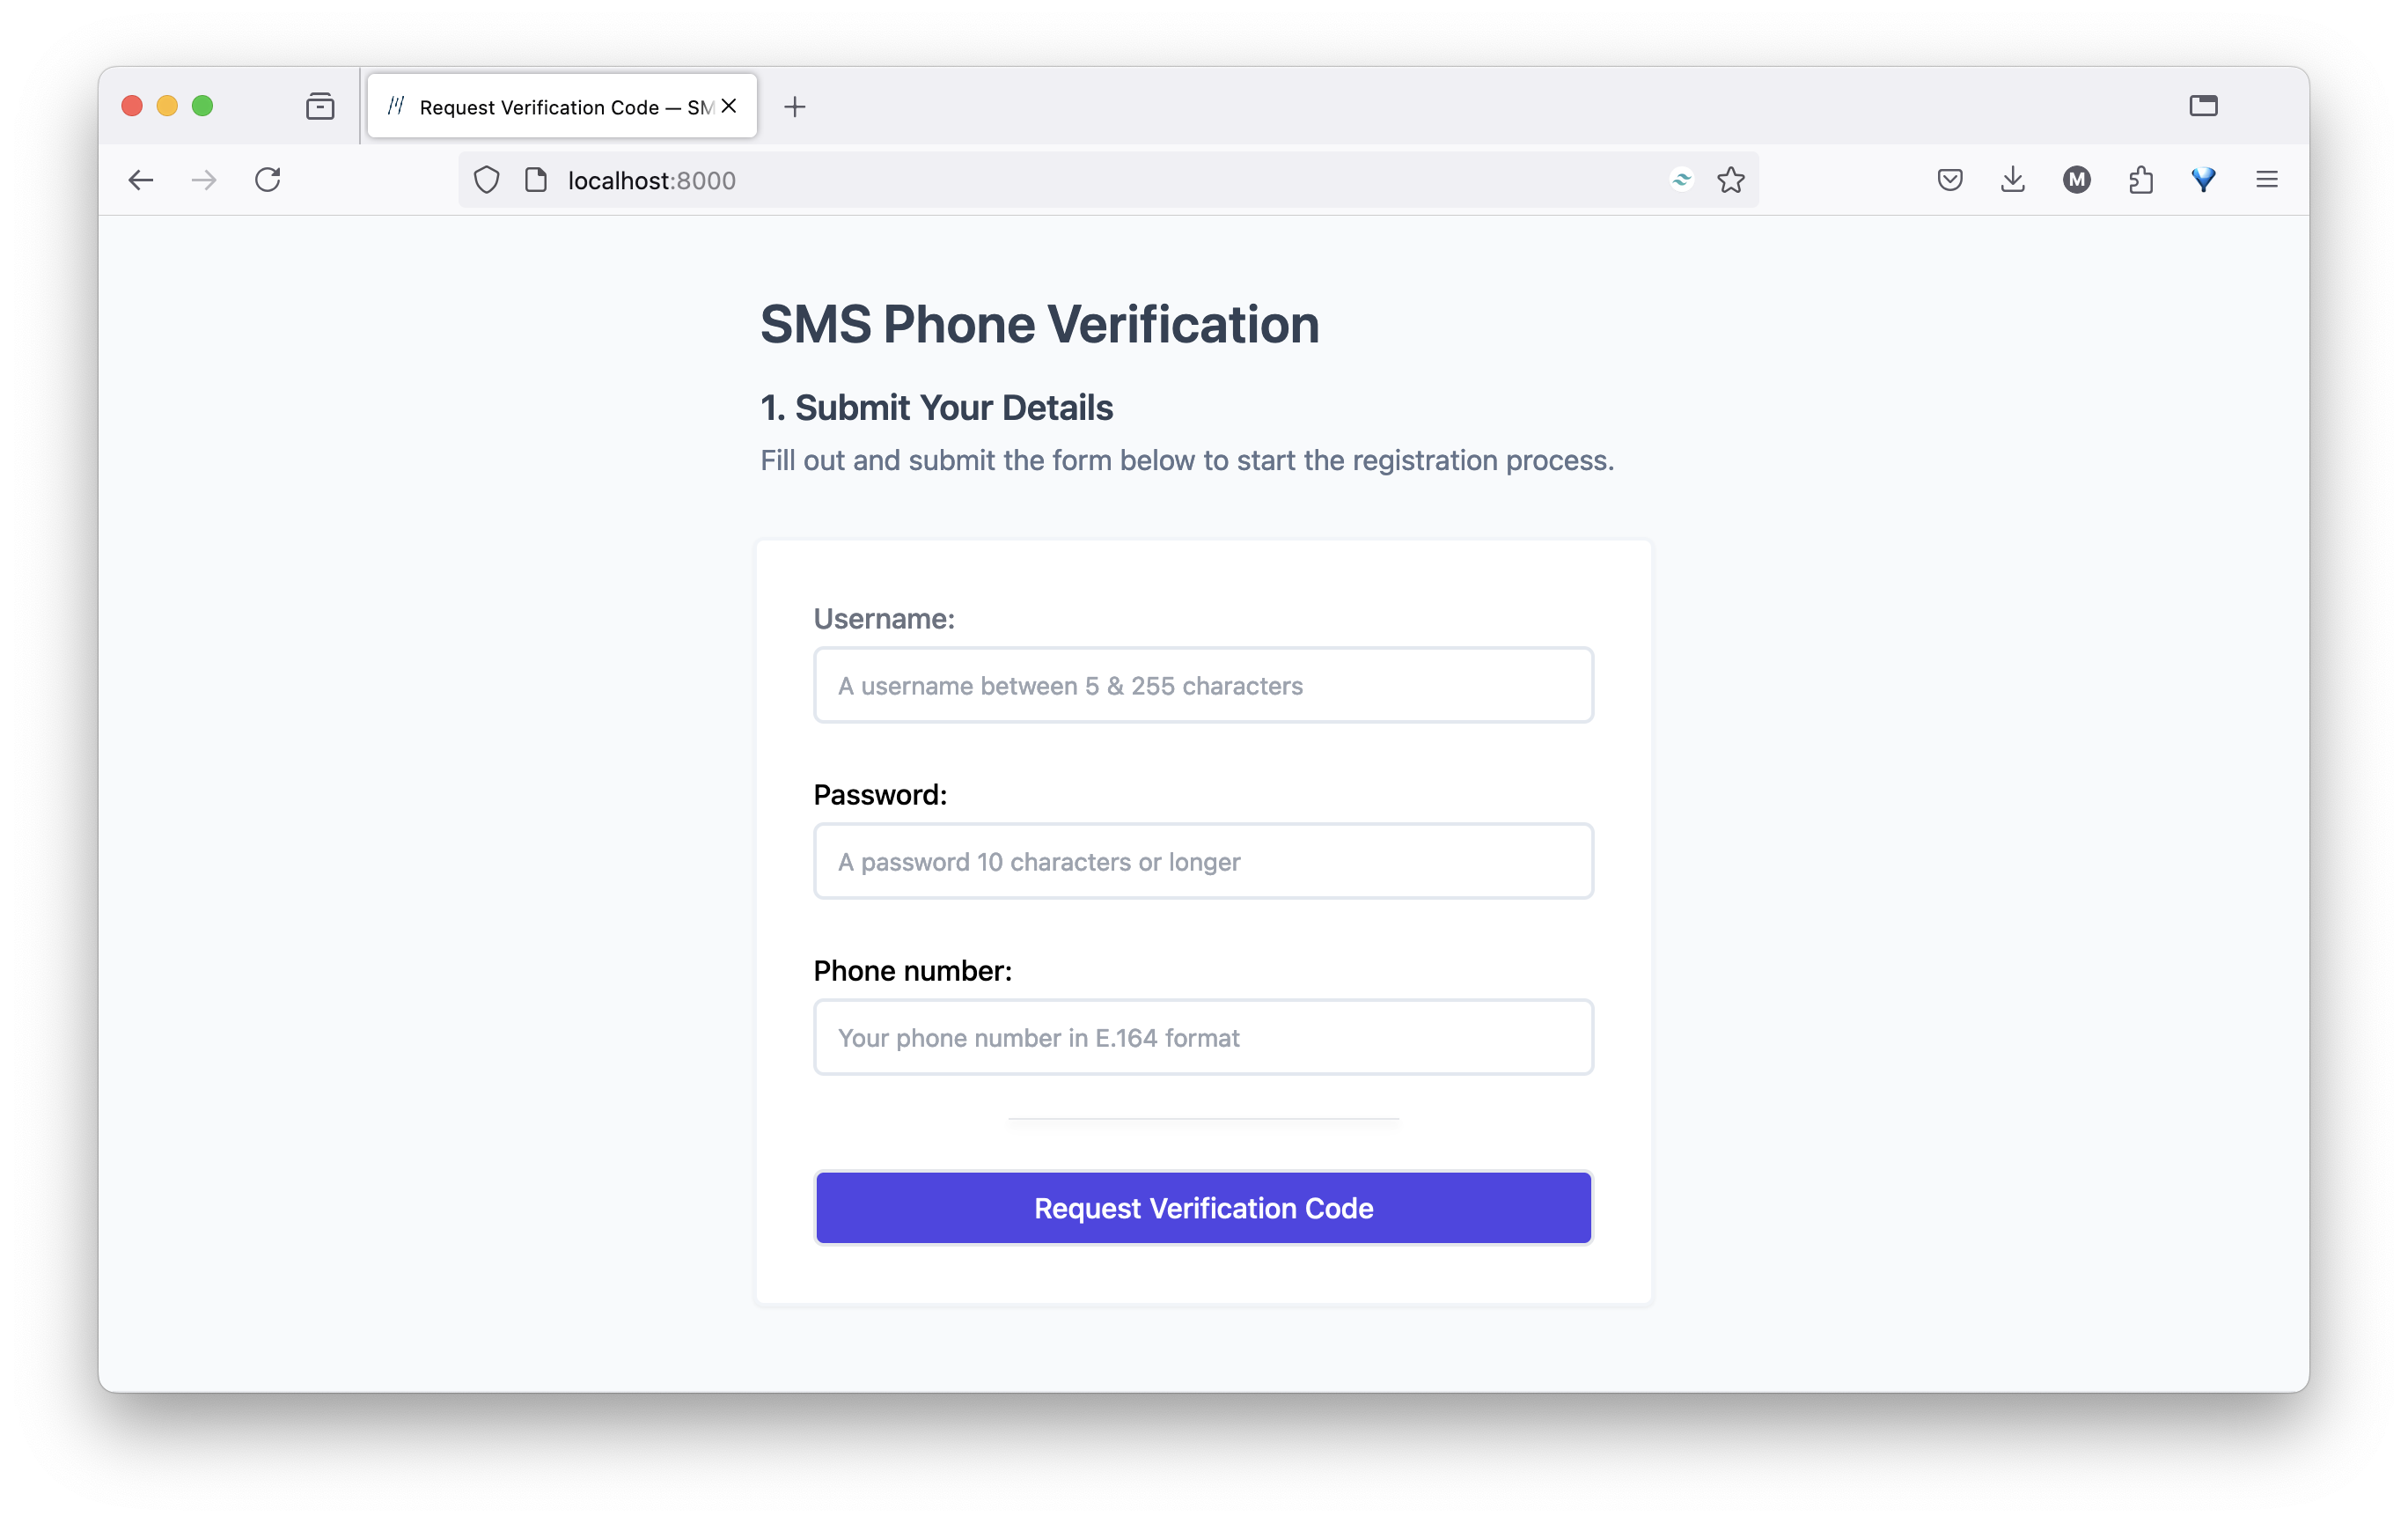 Request Verification Code — SM
localhost:8000
M
SMS Phone Verification
1. Submit Your Details
Fill out and submit the form below to start the registration process.
Username:
A username between 5 & 255 characters
Password:
A password 10 characters or longer
Phone number:
Your phone number in E.164 format
Request Verification Code